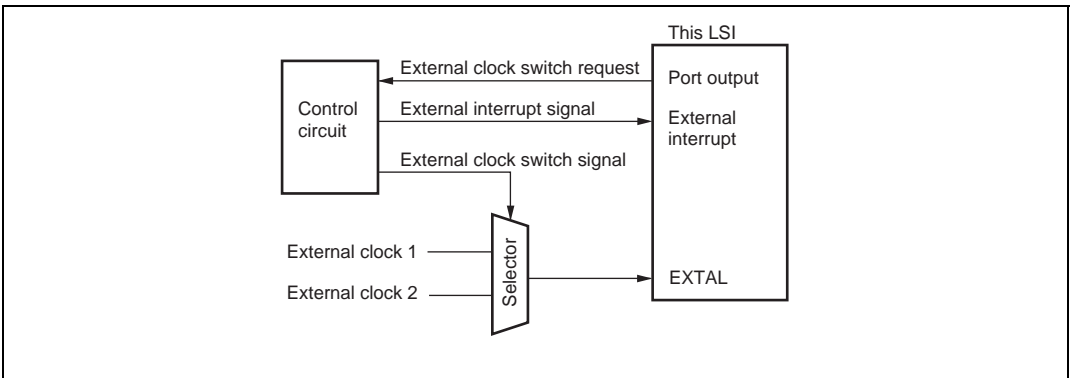 This LSI
External clock switch request
Port output
Control
circuit
External interrupt signal
External
interrupt
External clock switch signal
External clock 1
External clock 2
Selector
EXTAL